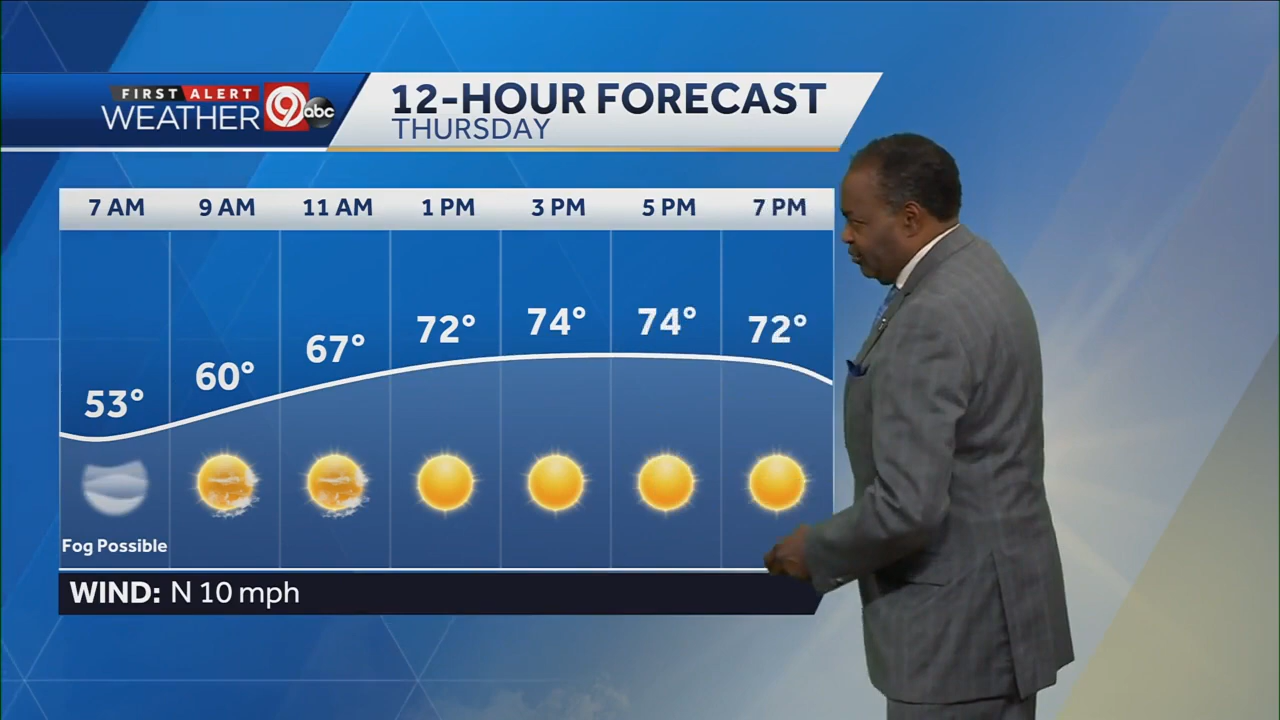 FIRST ALERT
WEATHER 9 abc
12-HOUR FORECAST
THURSDAY
7 AM 9 AM 11 AM 1 PM 3 PM 5 PM 7 PM
53° 60° 67° 72° 74° 74° 72°
Fog Possible
WIND: N 10 mph